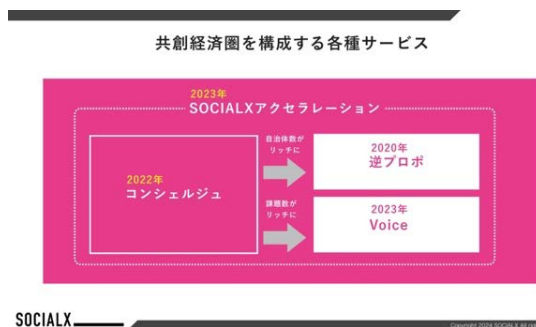 共創経済圏を構成する各種サービス
2023年
SOCIALXアクセラレーション
2022年
コンシェルジュ
自治体数が
リッチに
2020年
逆プロポ
課題数が
リッチに
2023年
Voice
SOCIALX
Copyright 2024 SOCIALX All